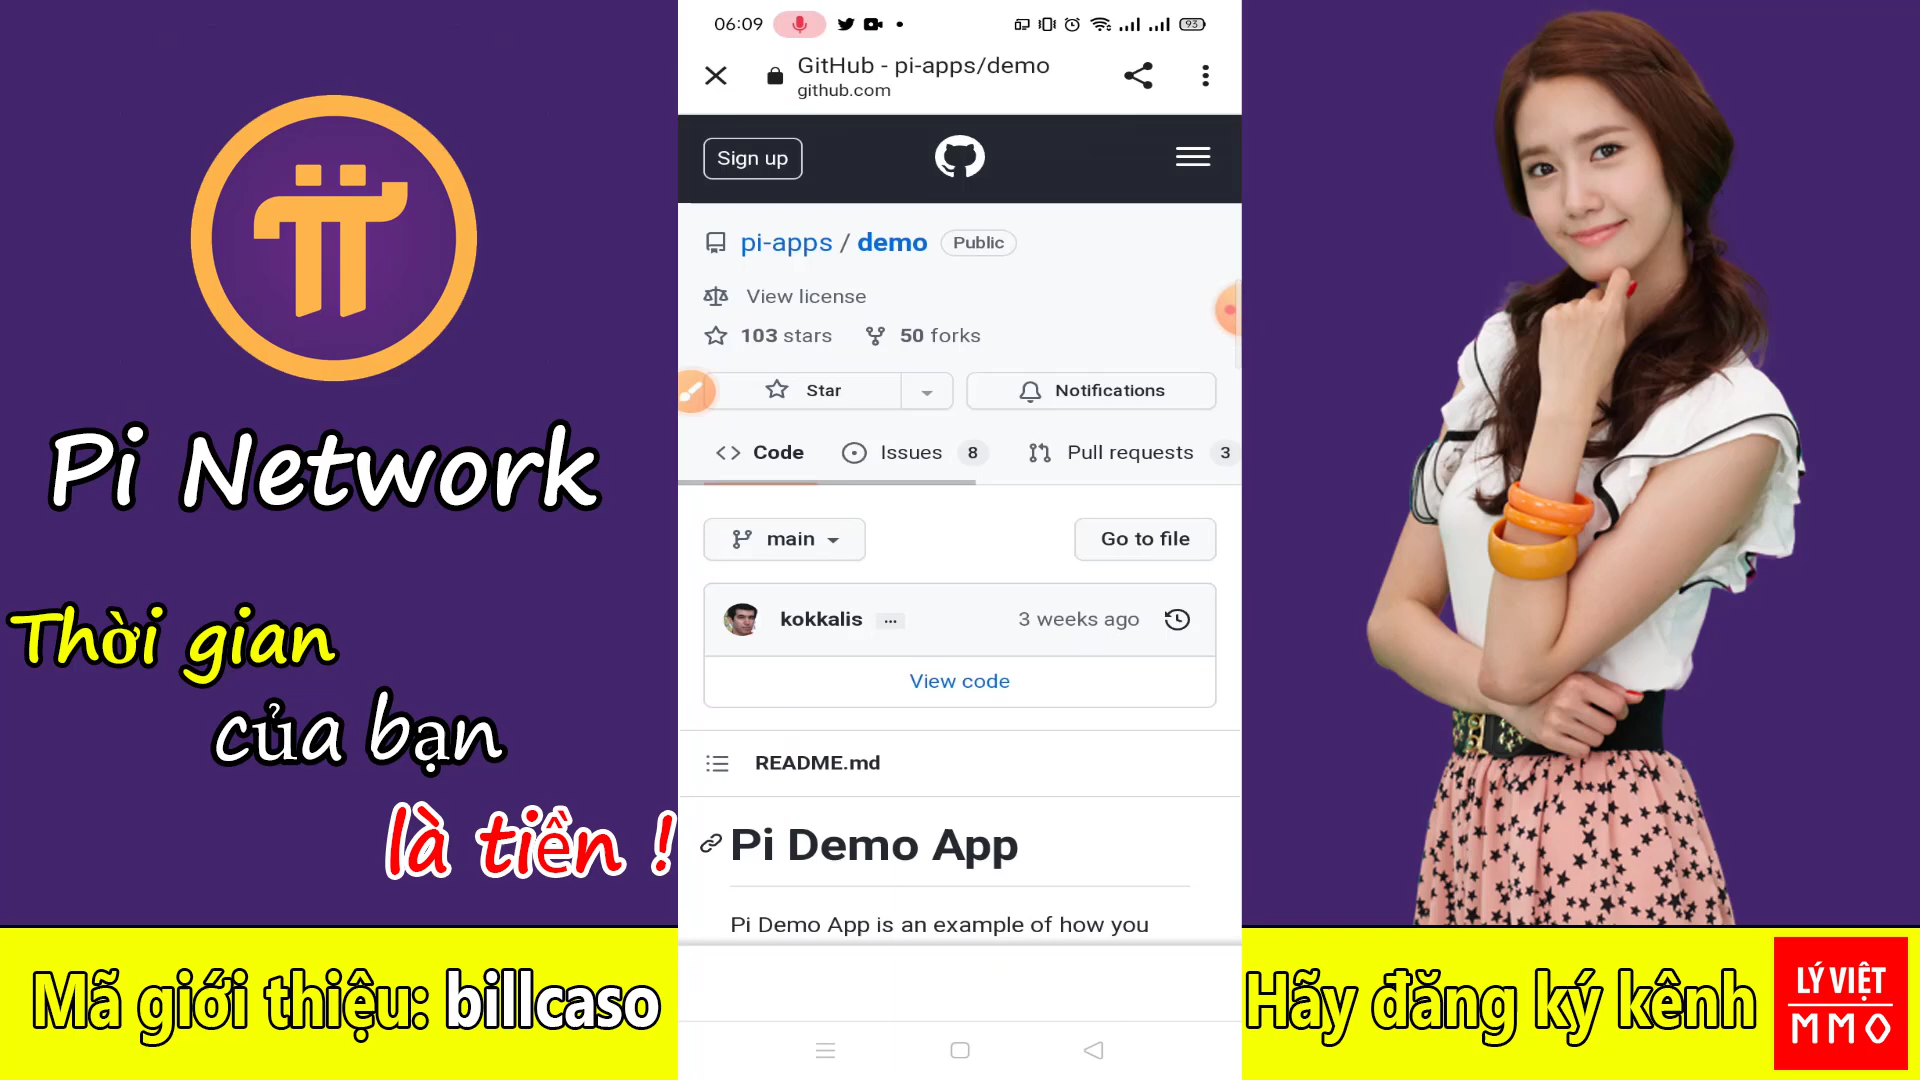 Pi Network
Thời gian
của bạn
là tiền !
Mã giới thiệu: billcaso
06:09
93
GitHub - pi-apps/demo
github.com
Sign up
pi-apps / demo Public
View license
103 stars 50 forks
Star Notifications
Code Issues 8 Pull requests 3
main Go to file
kokkalis ... 3 weeks ago
View code
README.md
Pi Demo App
Pi Demo App is an example of how you
Hãy đăng ký kênh
LÝ VIỆT
MMO